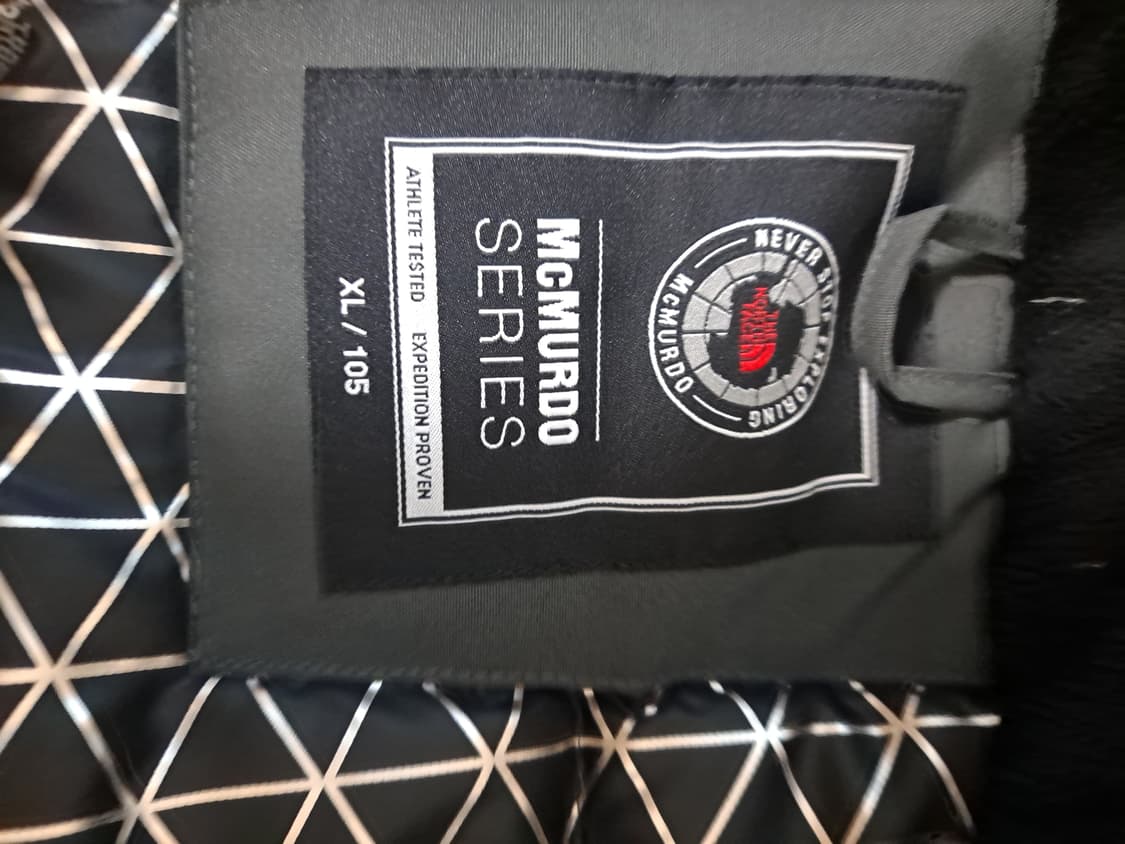 NEVER STOP EXPLORING
THE
NORTH
FACE
McMURDO
McMURDO
SERIES
ATHLETE TESTED EXPEDITION PROVEN
XL / 105